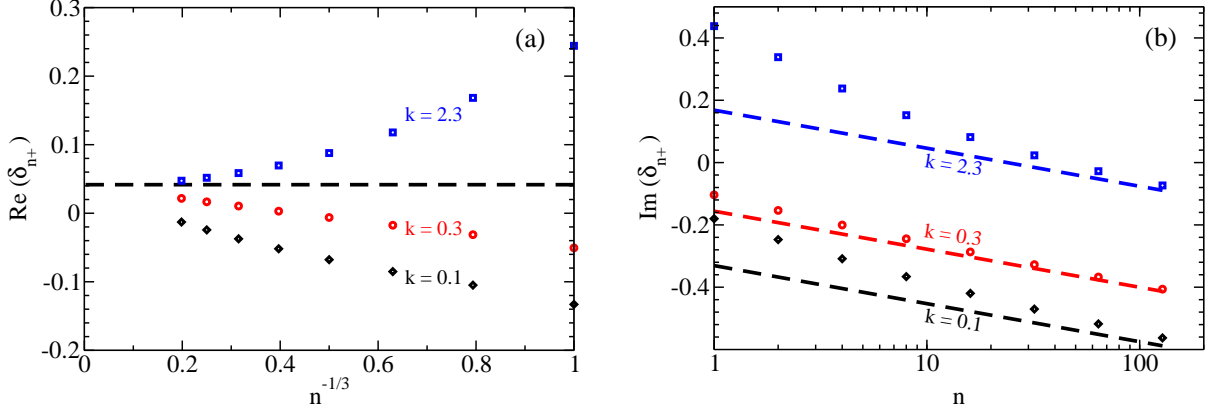 0.3
0.2
0.1
0
-0.1
-0.2
Re (δn+)
(a)
k = 2.3
k = 0.3
k = 0.1
0
0.2
0.4
0.6
0.8
1
n-1/3
0.4
0.2
0
-0.2
-0.4
Im (δn+)
(b)
k = 2.3
k = 0.3
k = 0.1
1
10
100
n